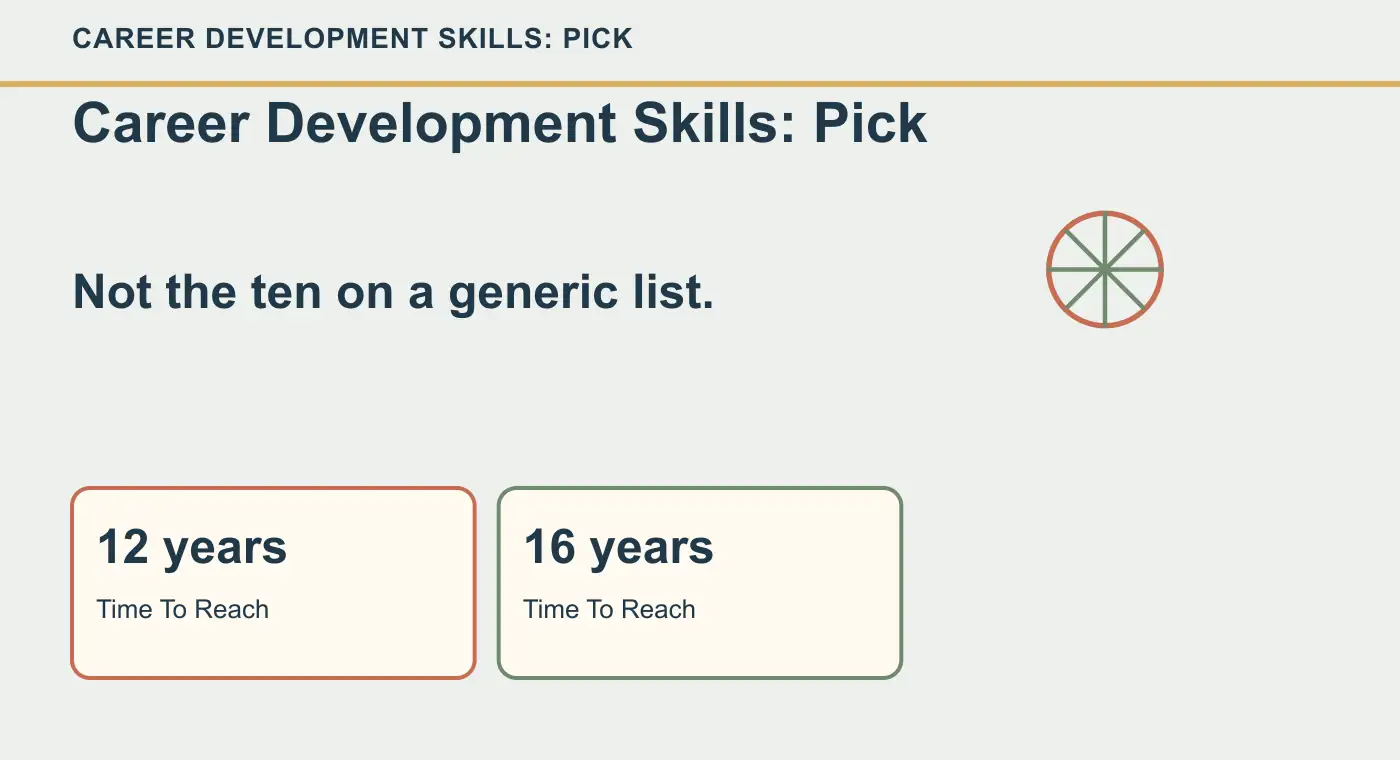 CAREER DEVELOPMENT SKILLS: PICK
Career Development Skills: Pick
Not the ten on a generic list.
12 years
Time To Reach
16 years
Time To Reach